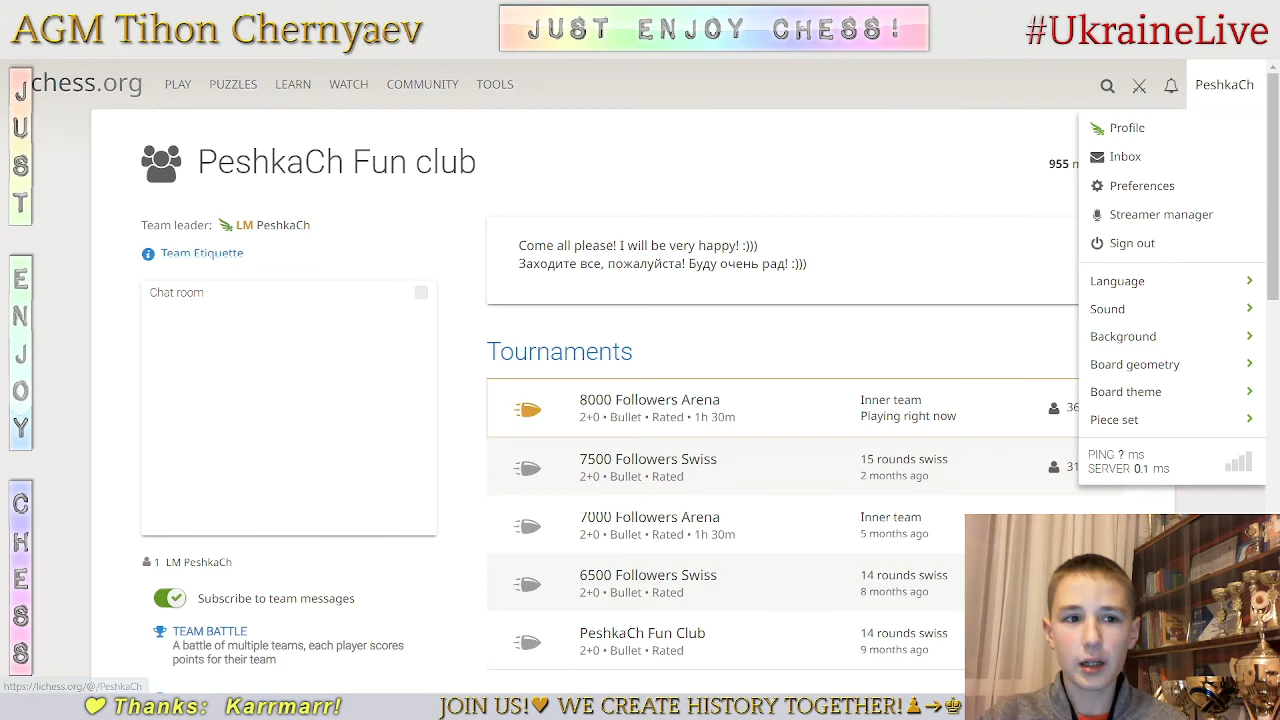 AGM Tihon Chernyaev
JUST ENJOY CHESS!
#UkraineLive
JUST
ENJOY
CHESS
chess.org
PLAY
PUZZLES
LEARN
WATCH
COMMUNITY
TOOLS
PeshkaCh
Profile
Inbox
Preferences
Streamer manager
Sign out
Language
Sound
Background
Board geometry
Board theme
Piece set
PING ? ms
SERVER 0.1 ms
PeshkaCh Fun club
955 m
Team leader: LM PeshkaCh
Team Etiquette
Chat room
Come all please! I will be very happy! :)))
Заходите все, пожалуйста! Буду очень рад! :)))
Tournaments
8000 Followers Arena
2+0 • Bullet • Rated • 1h 30m
Inner team
Playing right now
36
7500 Followers Swiss
2+0 • Bullet • Rated
15 rounds swiss
2 months ago
31
7000 Followers Arena
2+0 • Bullet • Rated • 1h 30m
Inner team
5 months ago
6500 Followers Swiss
2+0 • Bullet • Rated
14 rounds swiss
8 months ago
PeshkaCh Fun Club
2+0 • Bullet • Rated
14 rounds swiss
9 months ago
1 LM PeshkaCh
Subscribe to team messages
TEAM BATTLE
A battle of multiple teams, each player scores
points for their team
https://lichess.org/@/PeshkaCh
Thanks: Karrmarr!
JOIN US! WE CREATE HISTORY TOGETHER!